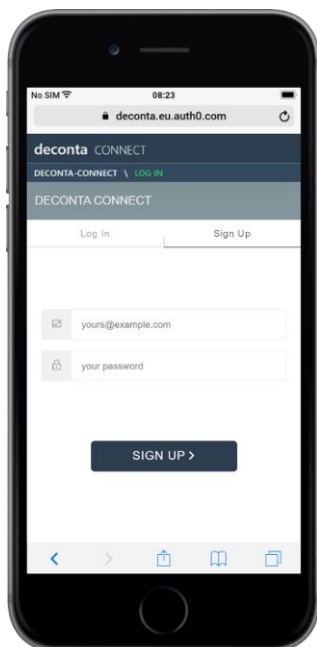 No SIM 08:23
deconta.eu.auth0.com
deconta CONNECT
DECONTA-CONNECT \ LOG IN
DECONTA CONNECT
Log In Sign Up
yours@example.com
your password
SIGN UP >